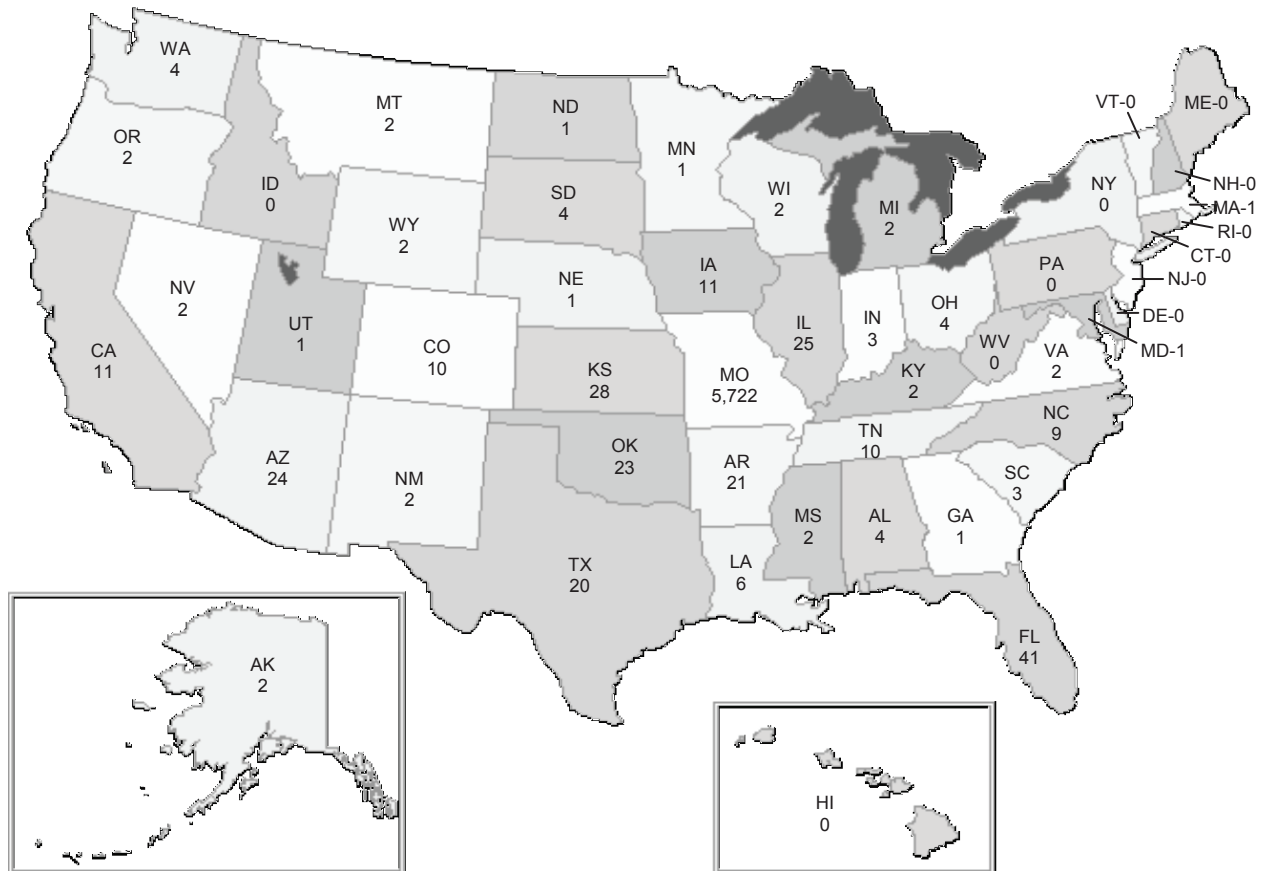 WA
4
OR
2
CA
11
ID
0
NV
2
MT
2
WY
2
UT
1
AZ
24
CO
10
NM
2
ND
1
SD
4
NE
1
KS
28
OK
23
TX
20
MN
1
IA
11
MO
5,722
AR
21
LA
6
WI
2
IL
25
MI
2
IN
3
OH
4
KY
2
TN
10
MS
2
AL
4
GA
1
FL
41
SC
3
NC
9
VA
2
WV
0
PA
0
NY
0
VT-0
ME-0
NH-0
MA-1
RI-0
CT-0
NJ-0
DE-0
MD-1
AK
2
HI
0